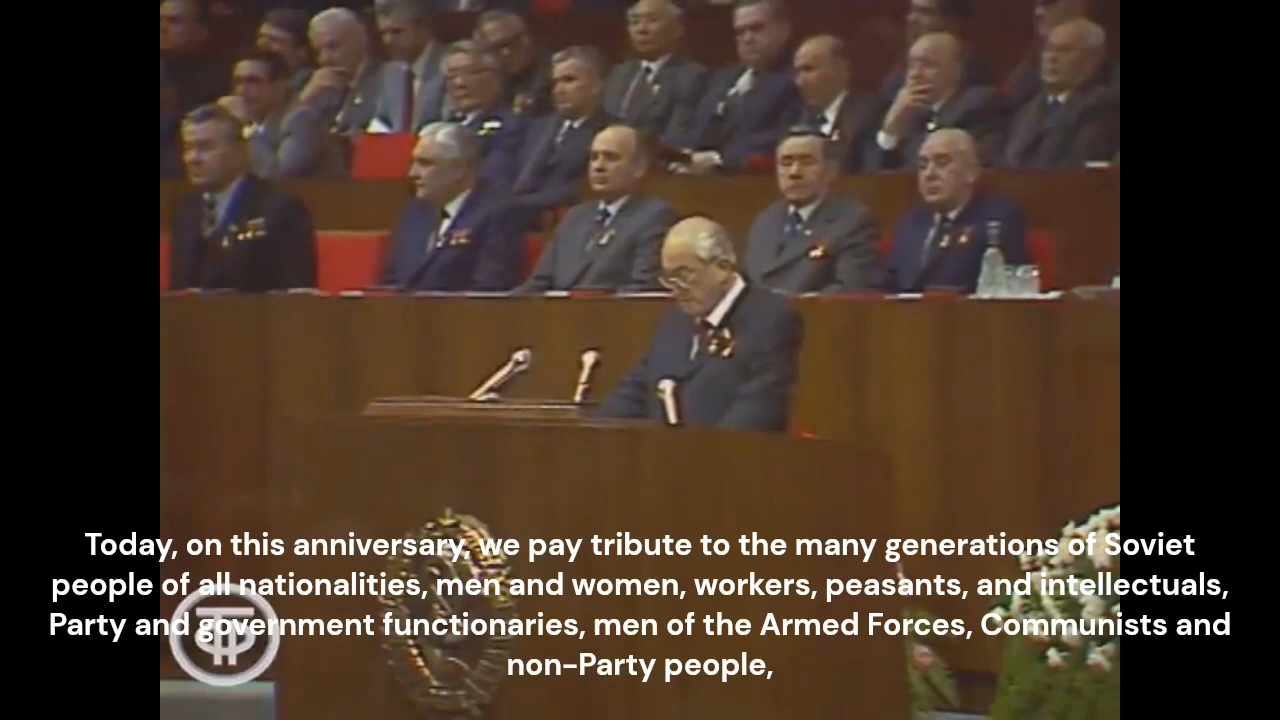 Today, on this anniversary, we pay tribute to the many generations of Soviet
people of all nationalities, men and women, workers, peasants, and intellectuals,
Party and government functionaries, men of the Armed Forces, Communists and
non-Party people,